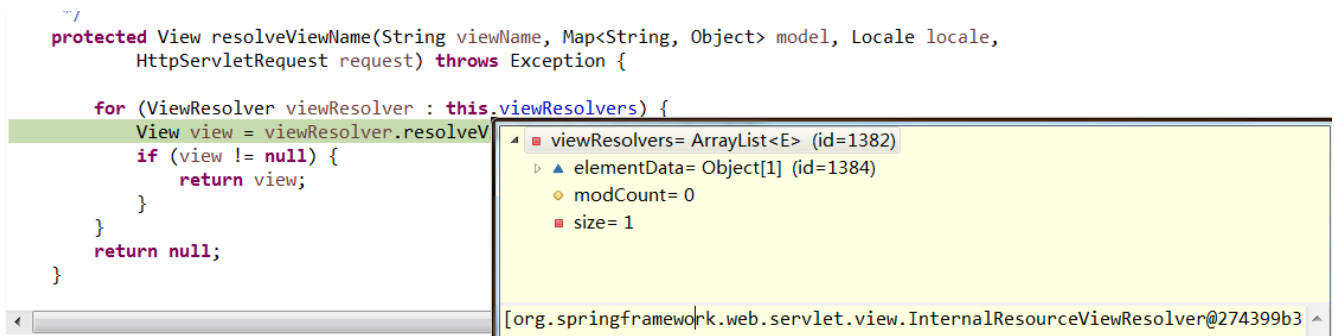 */
protected View resolveViewName(String viewName, Map<String, Object> model, Locale locale,
HttpServletRequest request) throws Exception {
for (ViewResolver viewResolver : this.viewResolvers) {
View view = viewResolver.resolveV
if (view != null) {
return view;
}
}
return null;
}
viewResolvers= ArrayList<E> (id=1382)
elementData= Object[1] (id=1384)
modCount= 0
size= 1
[org.springframework.web.servlet.view.InternalResourceViewResolver@274399b3